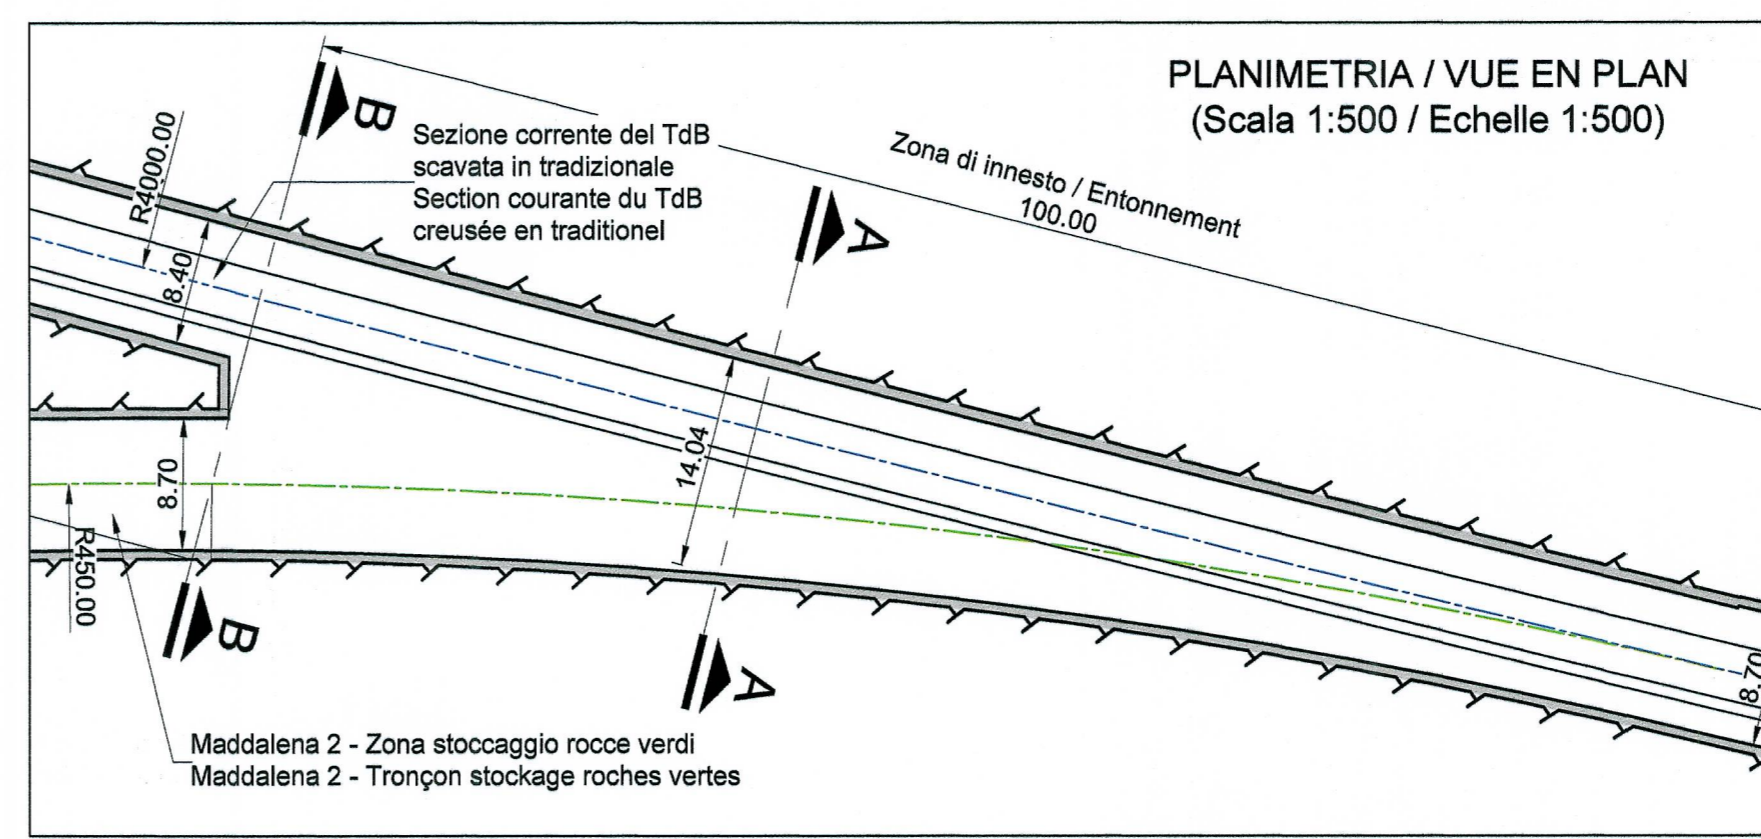 PLANIMETRIA / VUE EN PLAN
(Scala 1:500 / Echelle 1:500)
B
Sezione corrente del TdB
scavata in tradizionale
Section courante du TdB
creusée en traditionel
R4000.00
8.40
Zona di innesto / Entonnement
100.00
A
14.04
8.70
R450.00
B
A
8.70
Maddalena 2 - Zona stoccaggio rocce verdi
Maddalena 2 - Tronçon stockage roches vertes